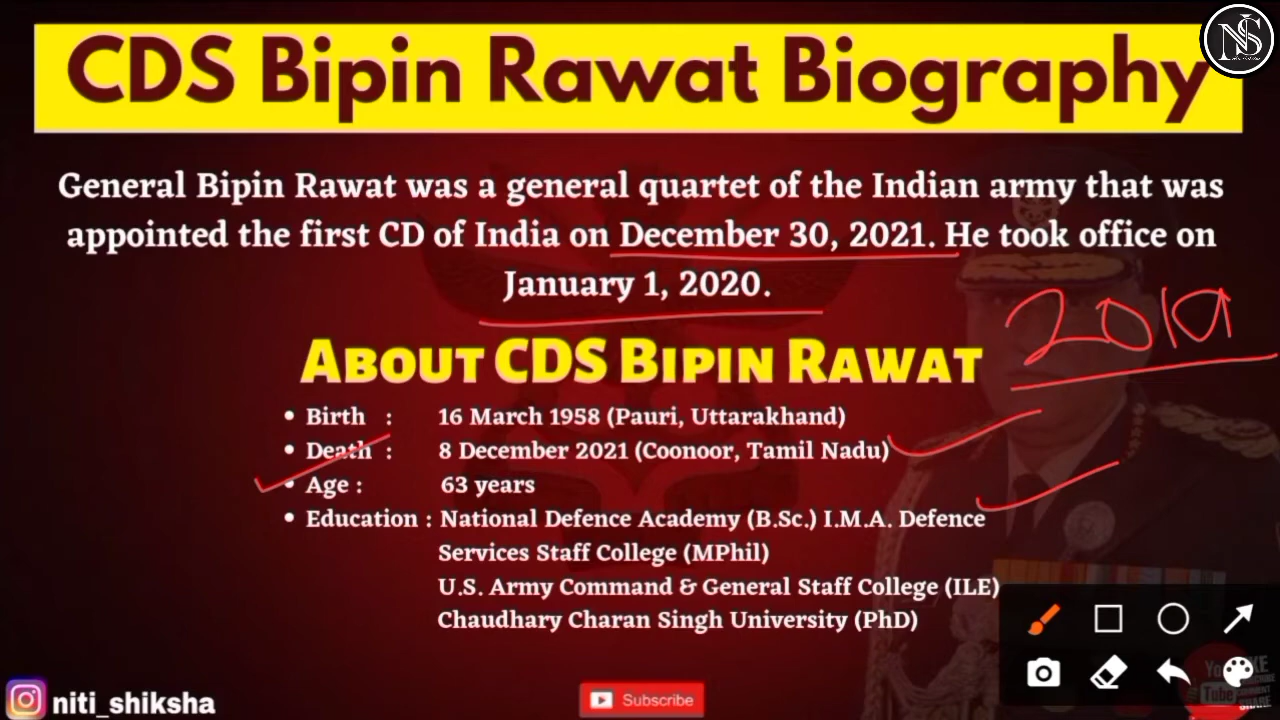 CDS Bipin Rawat Biography
NS
General Bipin Rawat was a general quartet of the Indian army that was
appointed the first CD of India on December 30, 2021. He took office on
January 1, 2020.
2019
ABOUT CDS BIPIN RAWAT
• Birth : 16 March 1958 (Pauri, Uttarakhand)
• Death : 8 December 2021 (Coonoor, Tamil Nadu)
• Age : 63 years
• Education : National Defence Academy (B.Sc.) I.M.A. Defence
Services Staff College (MPhil)
U.S. Army Command & General Staff College (ILE)
Chaudhary Charan Singh University (PhD)
niti_shiksha
Subscribe